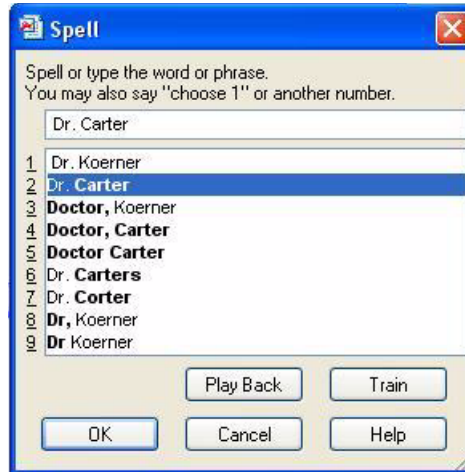 Spell
Spell or type the word or phrase.
You may also say "choose 1" or another number.
Dr. Carter
1 Dr. Koerner
2 Dr. Carter
3 Doctor, Koerner
4 Doctor, Carter
5 Doctor Carter
6 Dr. Carters
7 Dr. Corter
8 Dr, Koerner
9 Dr Koerner
Play Back Train
OK Cancel Help